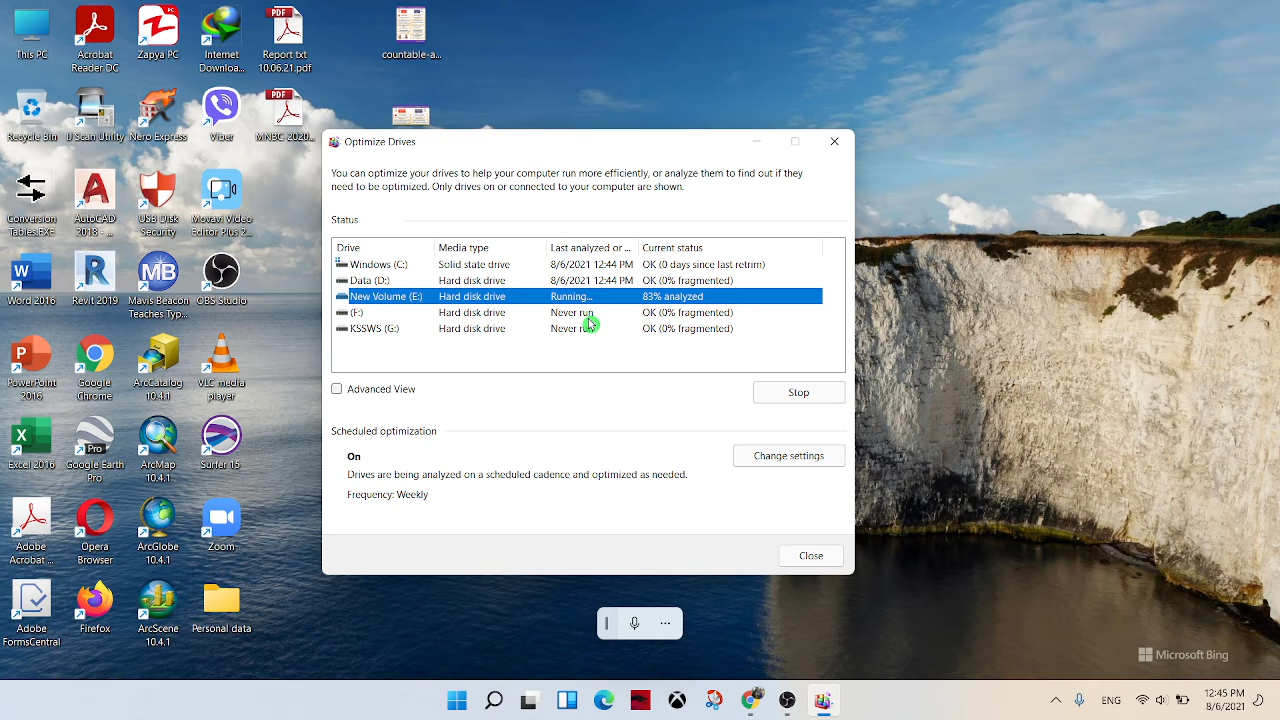 This PC
Acrobat
Reader DC
Zapya PC
Internet
Downloa...
Report txt
10.06.21.pdf
countable-a...
Recycle Bin
IJ Scan Utility
Nero Express
Viber
MNBC 2020...
Conversion
Tables.EXE
AutoCAD
2018 - ...
USB Disk
Security
Movavi Video
Editor Plus 2...
Word 2016
Revit 2019
Mavis Beacon
Teaches Typ...
OBS Studio
PowerPoint
2016
Google
Chrome
ArcCatalog
10.4.1
VLC media
player
Excel 2016
Google Earth
Pro
ArcMap
10.4.1
Surfer 15
Adobe
Acrobat ...
Opera
Browser
ArcGlobe
10.4.1
Zoom
Adobe
FormsCentral
Firefox
ArcScene
10.4.1
Personal data
Optimize Drives
You can optimize your drives to help your computer run more efficiently, or analyze them to find out if they
need to be optimized. Only drives on or connected to your computer are shown.
Status
Drive Media type Last analyzed or ... Current status
Windows (C:) Solid state drive 8/6/2021 12:44 PM OK (0 days since last retrim)
Data (D:) Hard disk drive 8/6/2021 12:44 PM OK (0% fragmented)
New Volume (E:) Hard disk drive Running... 83% analyzed
(F:) Hard disk drive Never run OK (0% fragmented)
KSSWS (G:) Hard disk drive Never run OK (0% fragmented)
Advanced View
Stop
Scheduled optimization
On
Change settings
Drives are being analyzed on a scheduled cadence and optimized as needed.
Frequency: Weekly
Close
Microsoft Bing
ENG
12:45 PM
8/6/2021